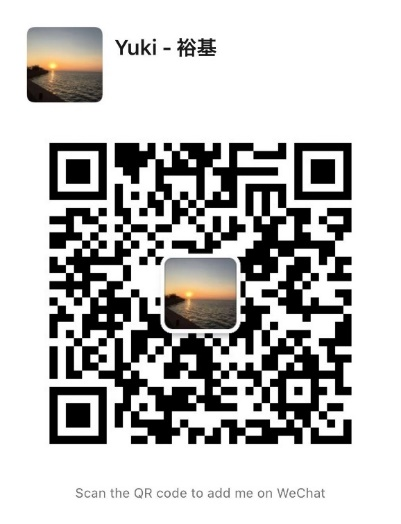 Yuki - 裕基
Scan the QR code to add me on WeChat